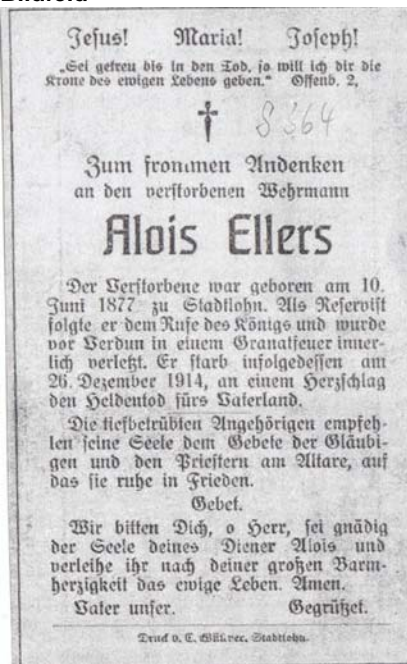 Jesus! Maria! Joseph!
„Sei getreu bis in den Tod, so will ich dir die
Krone des ewigen Lebens geben.“ Offenb. 2,
8364
Zum frommen Andenken
an den verstorbenen Wehrmann
Alois Ellers
Der Verstorbene war geboren am 10.
Juni 1877 zu Stadtlohn. Als Reservist
folgte er dem Rufe des Königs und wurde
vor Verdun in einem Granatfeuer inner-
lich verletzt. Er starb infolgedessen am
26. Dezember 1914, an einem Herzschlag
den Heldentod fürs Vaterland.
Die tiefbetrübten Angehörigen empfeh-
len seine Seele dem Gebete der Gläubi-
gen und den Priestern am Altare, auf
das sie ruhe in Frieden.
Gebet.
Wir bitten Dich, o Herr, sei gnädig
der Seele deines Diener Alois und
verleihe ihr nach deiner großen Barm-
herzigkeit das ewige Leben. Amen.
Vater unser. Gegrüßet.
Druck v. C. Stadtlohn.